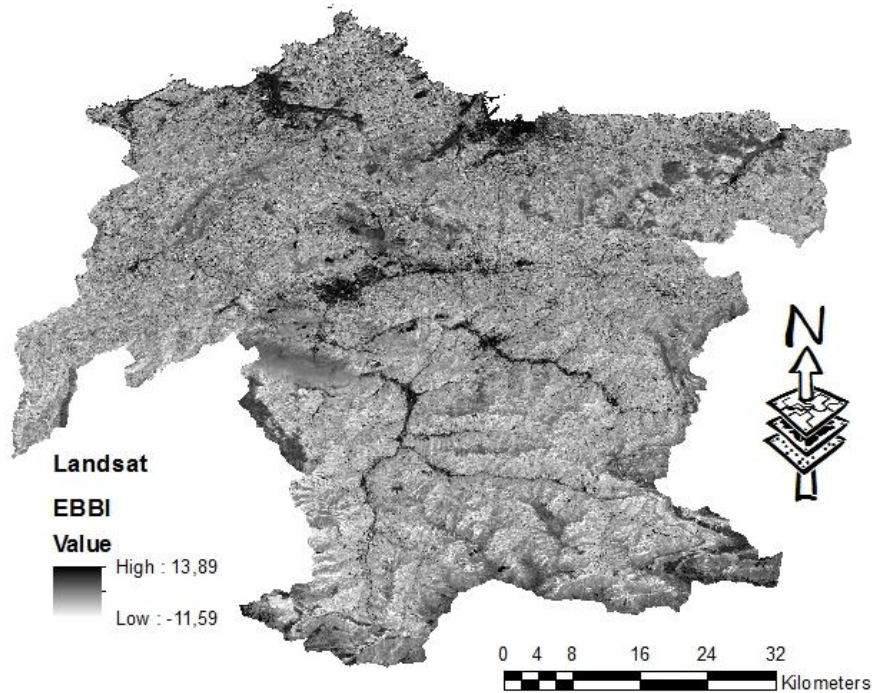 N
Landsat
EBBI
Value
High : 13,89
Low : -11,59
0 4 8 16 24 32
Kilometers